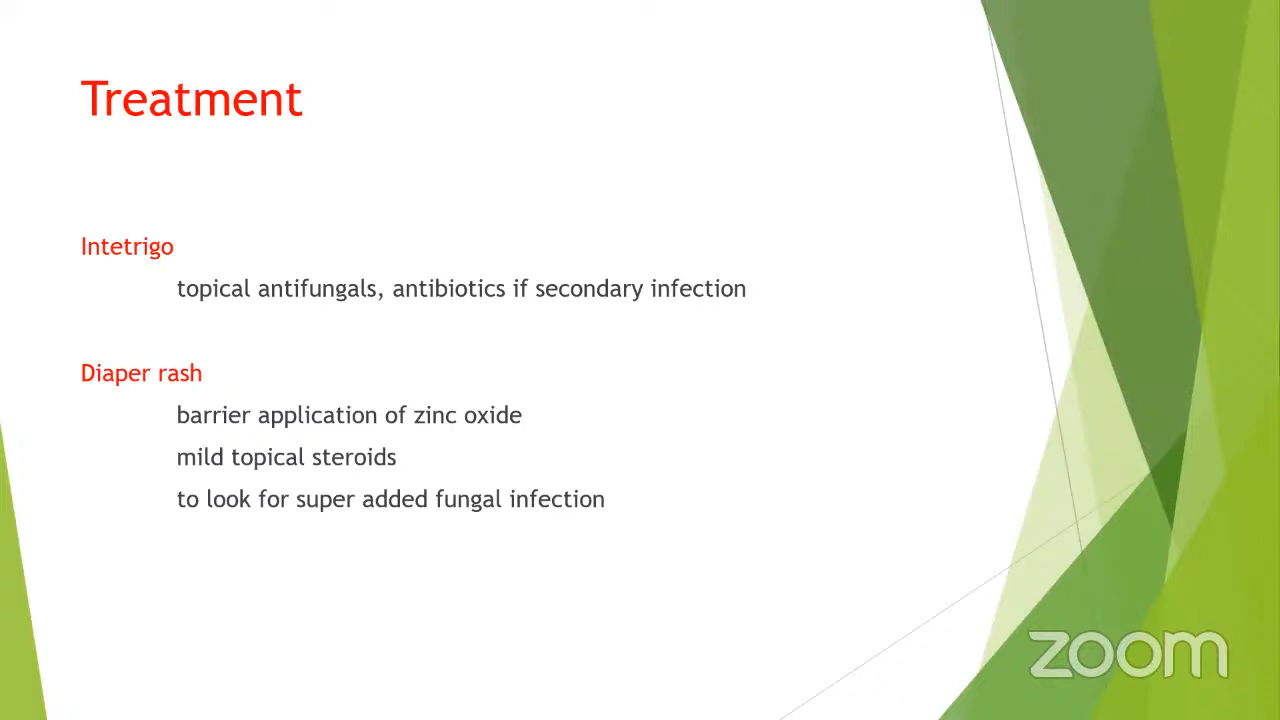 Treatment
Intetrigo
topical antifungals, antibiotics if secondary infection
Diaper rash
barrier application of zinc oxide
mild topical steroids
to look for super added fungal infection
zoom